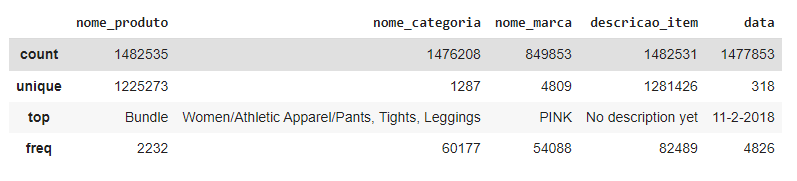 nome_produto nome_categoria nome_marca descricao_item data
count 1482535 1476208 849853 1482531 1477853
unique 1225273 1287 4809 1281426 318
top Bundle Women/Athletic Apparel/Pants, Tights, Leggings PINK No description yet 11-2-2018
freq 2232 60177 54088 82489 4826